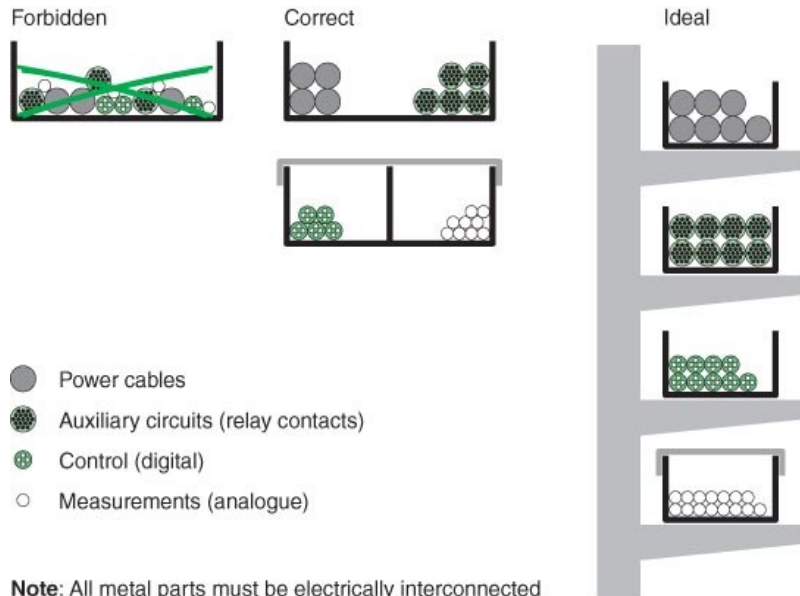 Forbidden
Correct
Ideal
Power cables
Auxiliary circuits (relay contacts)
Control (digital)
Measurements (analogue)
Note: All metal parts must be electrically interconnected